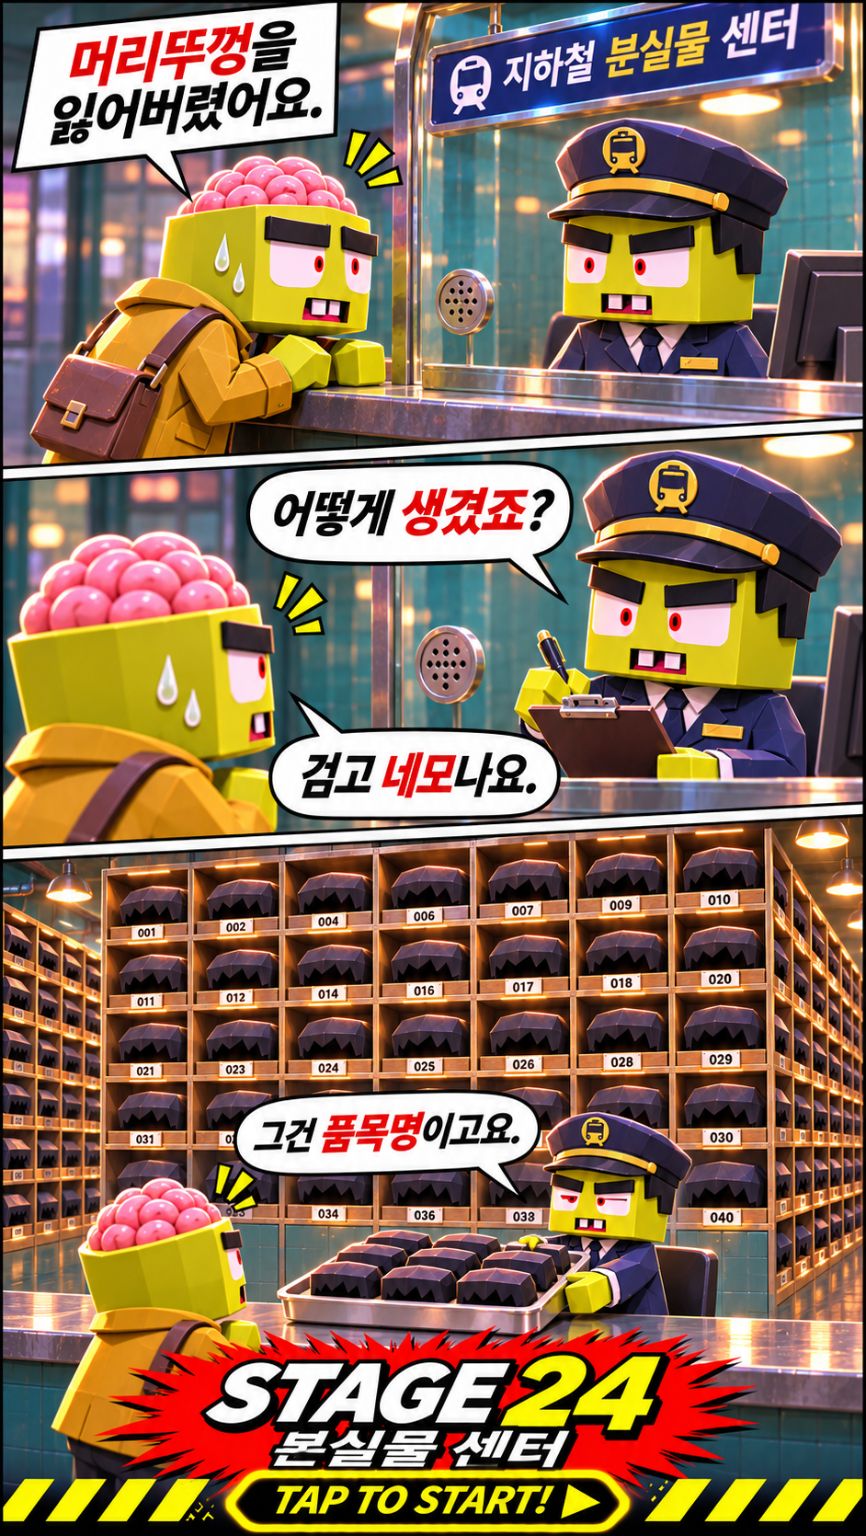 머리뚜껑을
잃어버렸어요.
지하철 분실물 센터
어떻게 생겼죠?
검고 네모나요.
001 002 004 006 007 009 010
011 012 014 016 017 018 020
021 023 024 025 026 028 029
031 030
그건 품목명이고요.
034 036 033 040
STAGE 24
본실물 센터
TAP TO START!